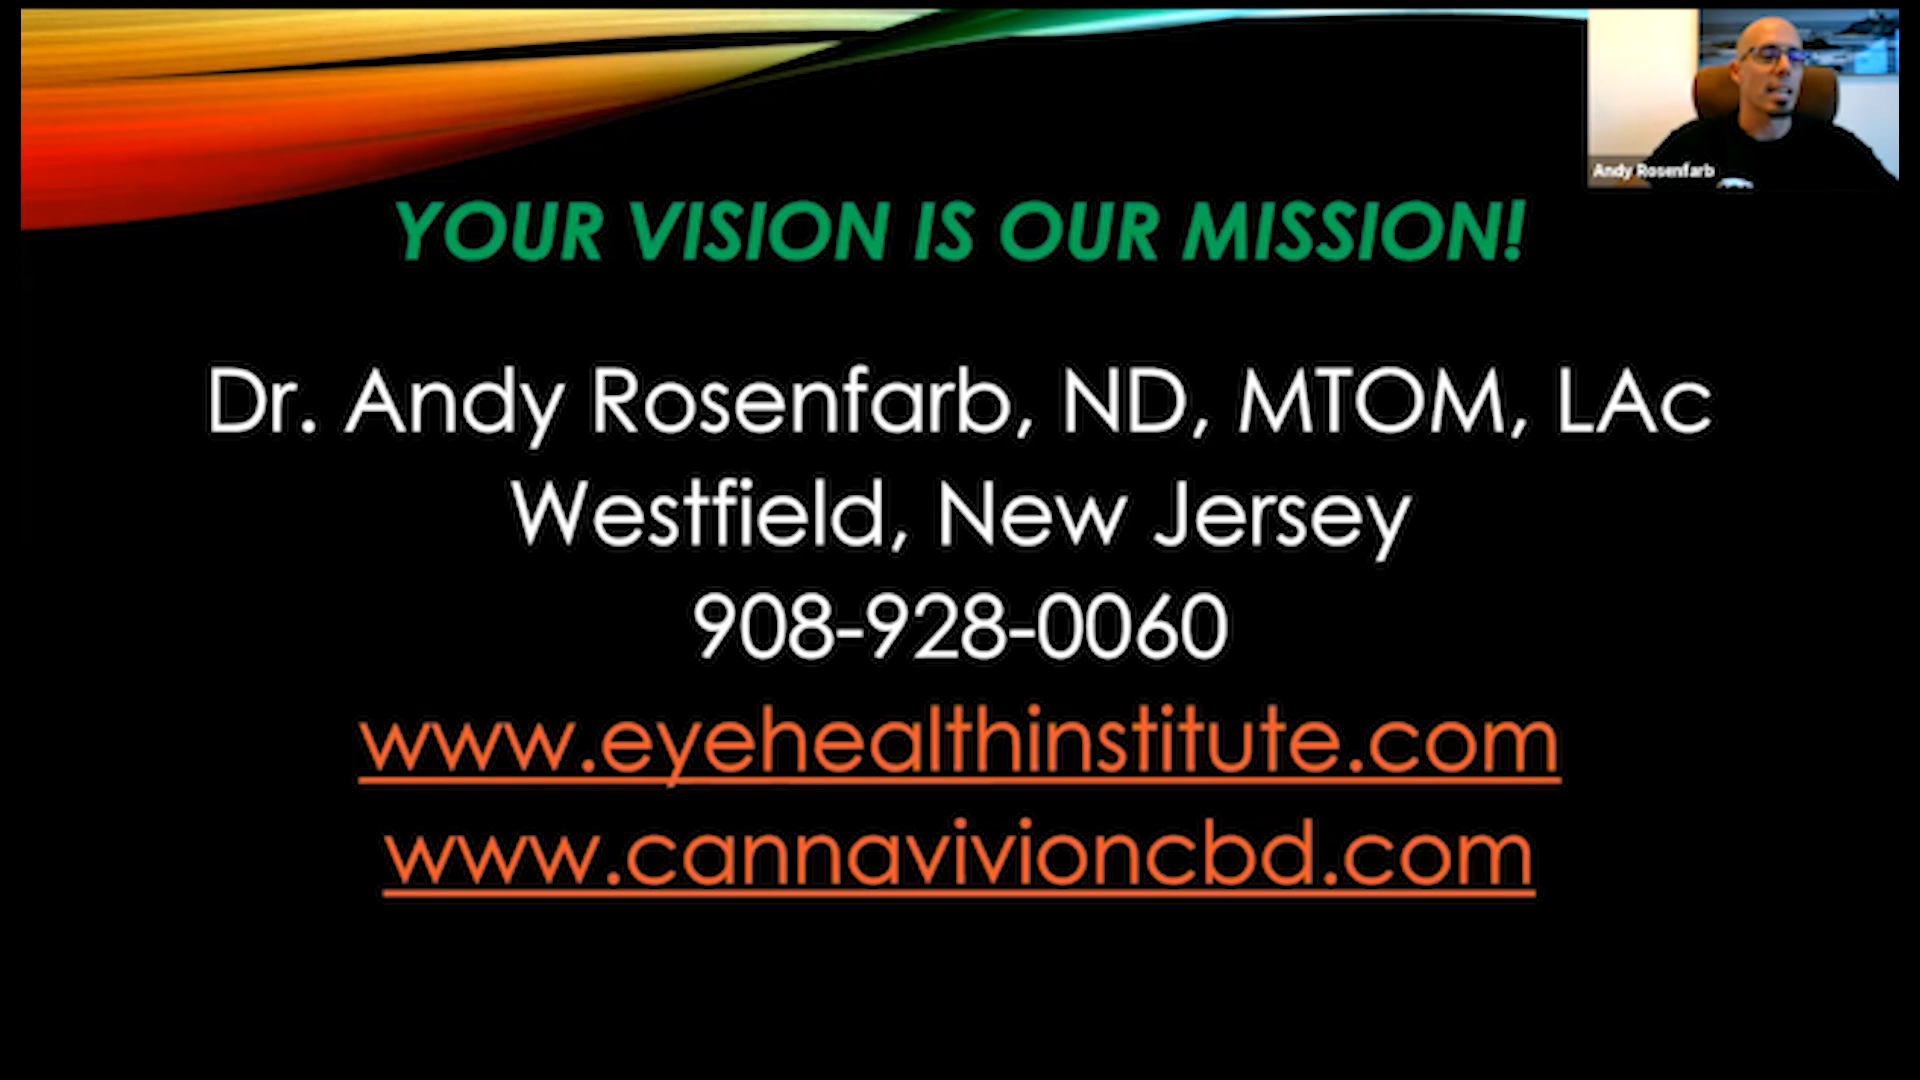 Andy Rosenfarb
YOUR VISION IS OUR MISSION!
Dr. Andy Rosenfarb, ND, MTOM, LAc
Westfield, New Jersey
908-928-0060
www.eyehealthinstitute.com
www.cannavivioncbd.com